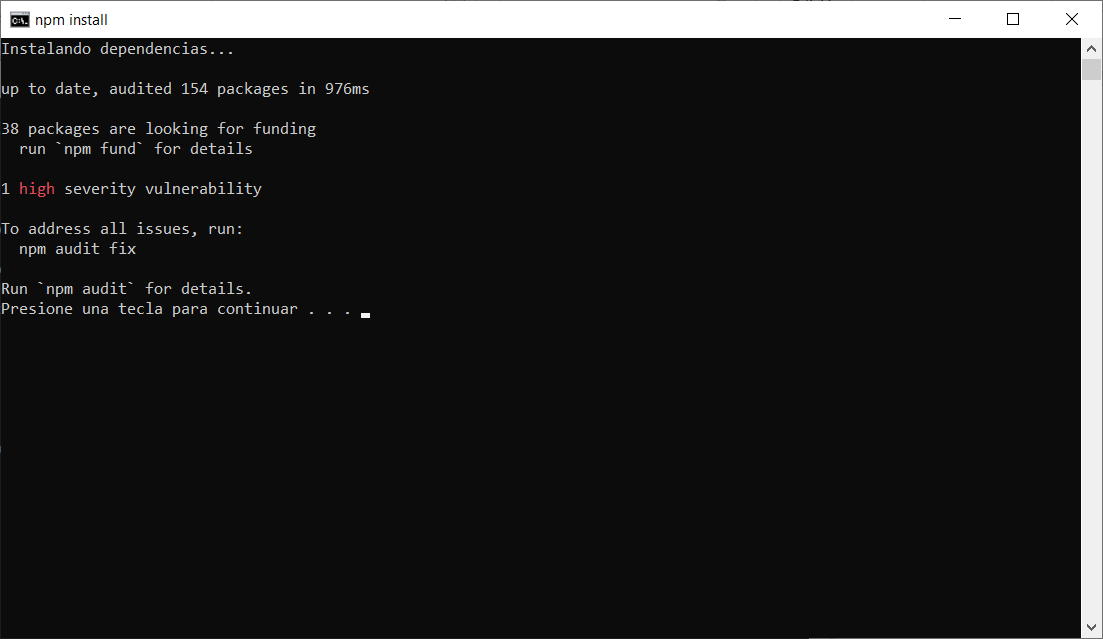 npm install
Instalando dependencias...
up to date, audited 154 packages in 976ms
38 packages are looking for funding
run `npm fund` for details
1 high severity vulnerability
To address all issues, run:
npm audit fix
Run `npm audit` for details.
Presione una tecla para continuar . . .